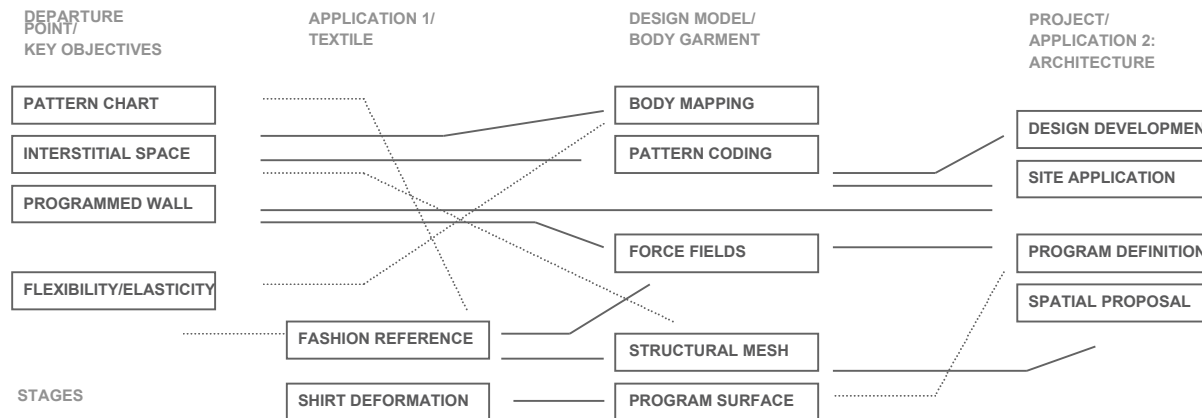 DEPARTURE
POINT/
KEY OBJECTIVES
APPLICATION 1/
TEXTILE
DESIGN MODEL/
BODY GARMENT
PROJECT/
APPLICATION 2:
ARCHITECTURE
PATTERN CHART
INTERSTITIAL SPACE
PROGRAMMED WALL
FLEXIBILITY/ELASTICITY
STAGES
FASHION REFERENCE
SHIRT DEFORMATION
BODY MAPPING
PATTERN CODING
FORCE FIELDS
STRUCTURAL MESH
PROGRAM SURFACE
DESIGN DEVELOPMEN
SITE APPLICATION
PROGRAM DEFINITION
SPATIAL PROPOSAL